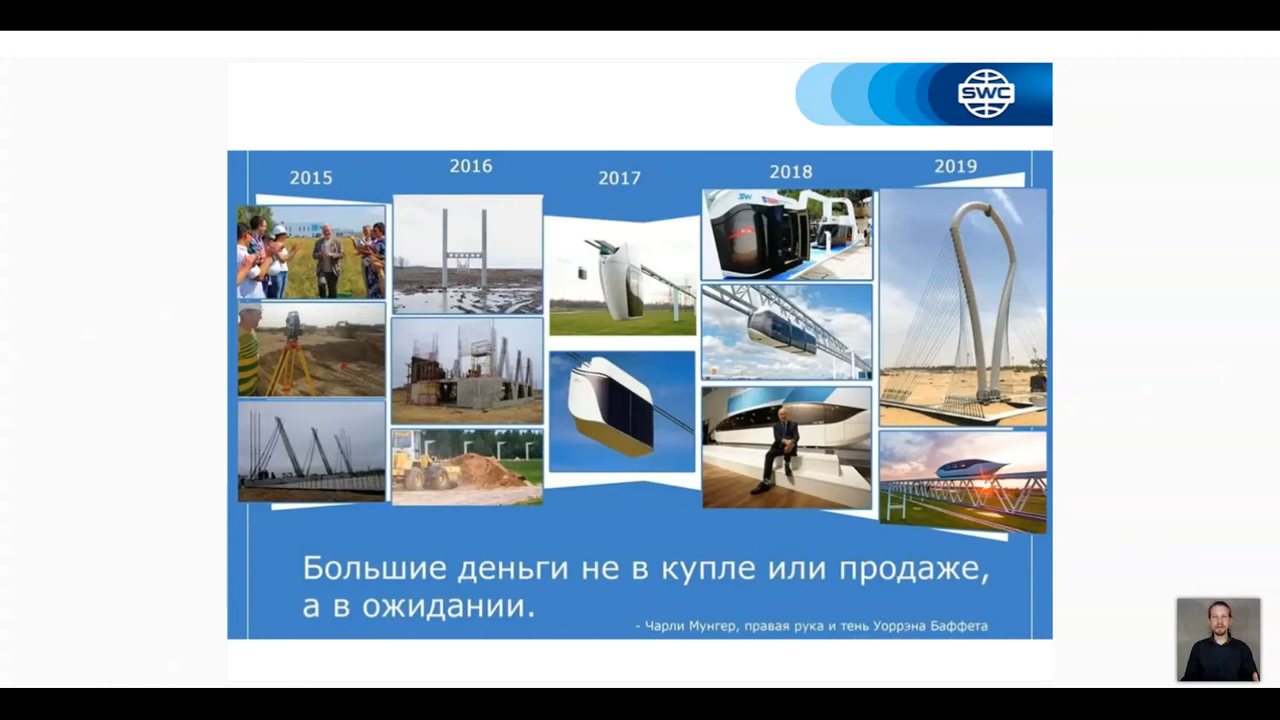 SWC
2015
2016
2017
2018
2019
Большие деньги не в купле или продаже,
а в ожидании.
- Чарли Мунгер, правая рука и тень Уоррэна Баффета